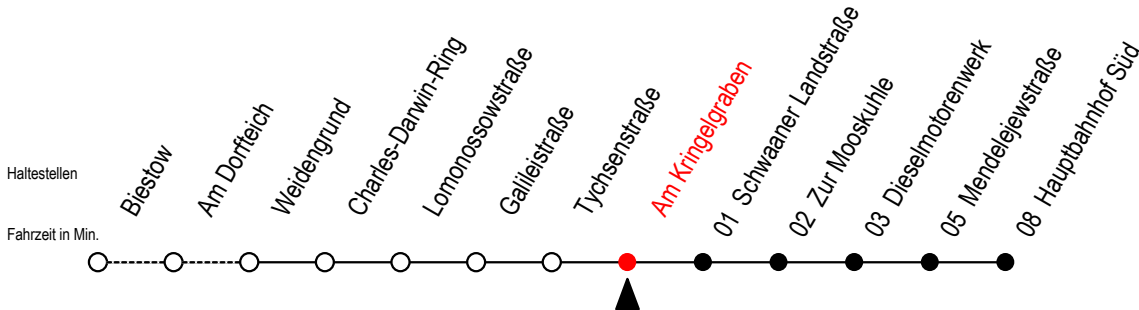 Haltestellen
Fahrzeit in Min.
Biestow
Am Dorfteich
Weidengrund
Charles-Darwin-Ring
Lomonossowstraße
Galileistraße
Tychsenstraße
Am Kringelgraben
01 Schwaaner Landstraße
02 Zur Mooskuhle
03 Dieselmotorenwerk
05 Mendelejewstraße
08 Hauptbahnhof Süd